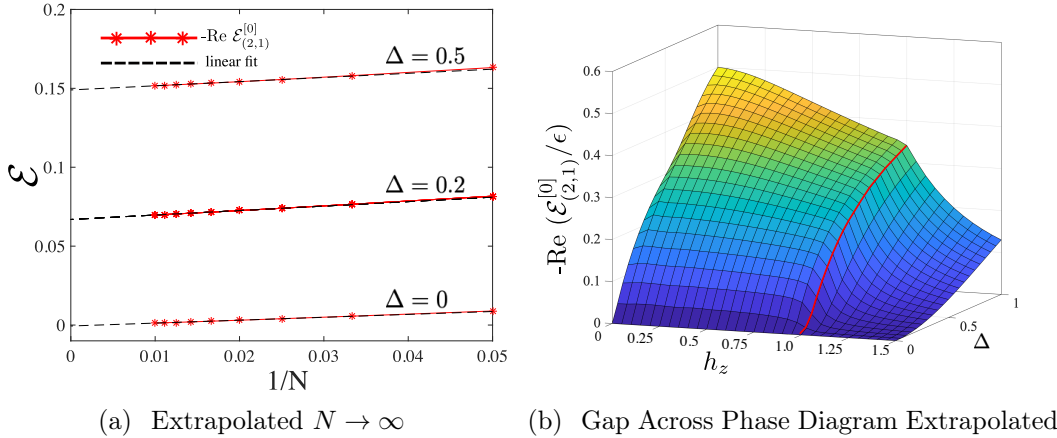 0.2
-Re ℰ^{[0]}_{(2,1)}
linear fit
Δ = 0.5
0.15
ℰ
0.1
Δ = 0.2
0.05
Δ = 0
0
0 0.01 0.02 0.03 0.04 0.05
1/N
(a) Extrapolated N → ∞
-Re (ℰ^{[0]}_{(2,1)}/ϵ)
0.6
0.5
0.4
0.3
0.2
0.1
0
0 0.25 0.50 0.75 1.0 1.25 1.5
h_z
0 0.5 1
Δ
(b) Gap Across Phase Diagram Extrapolated